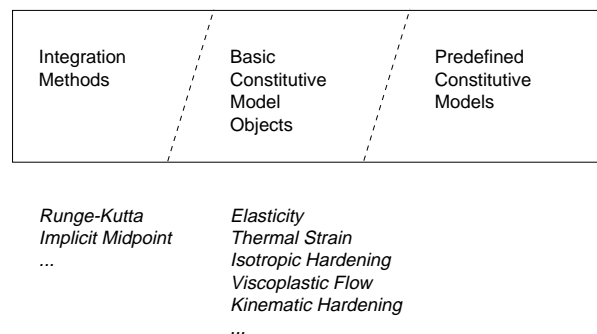 Integration
Methods
Basic
Constitutive
Model
Objects
Predefined
Constitutive
Models
Runge-Kutta
Implicit Midpoint
...
Elasticity
Thermal Strain
Isotropic Hardening
Viscoplastic Flow
Kinematic Hardening
...